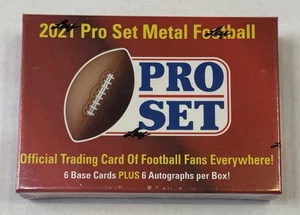 2021 Pro Set Metal Football
PRO
SET
Official Trading Card Of Football Fans Everywhere!
6 Base Cards PLUS 6 Autographs per Box!